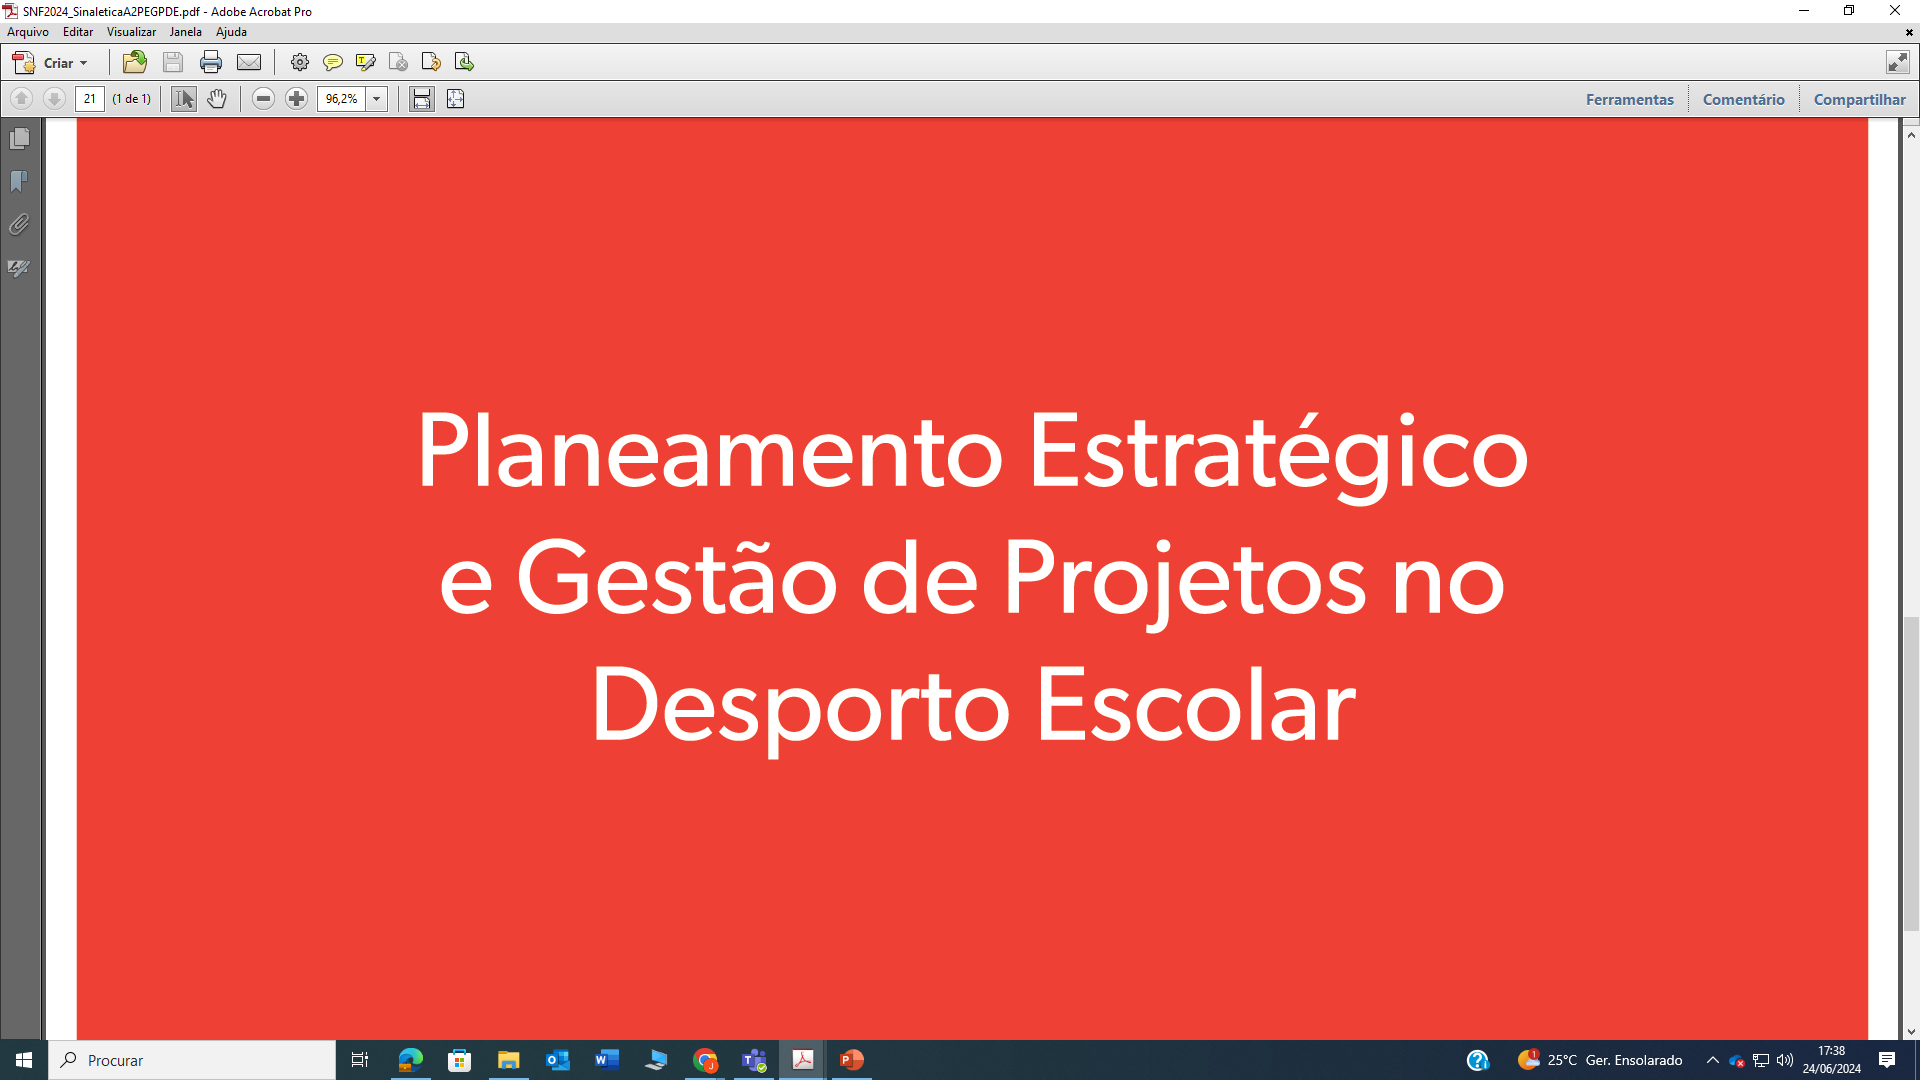 SNF2024_SinaleticaA2PEGPDE.pdf - Adobe Acrobat Pro
Arquivo Editar Visualizar Janela Ajuda
Criar
21 (1 de 1) 96,2% Ferramentas Comentário Compartilhar
Planeamento Estratégico
e Gestão de Projetos no
Desporto Escolar
Procurar 25°C Ger. Ensolarado 17:38
24/06/2024